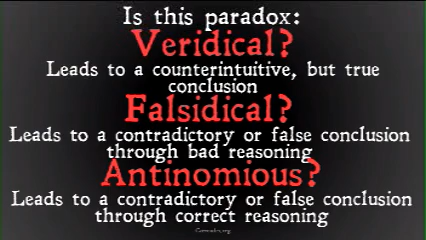 Is this paradox:
Veridical?
Leads to a counterintuitive, but true
conclusion
Falsidical?
Leads to a contradictory or false conclusion
through bad reasoning
Antinomious?
Leads to a contradictory or false conclusion
through correct reasoning